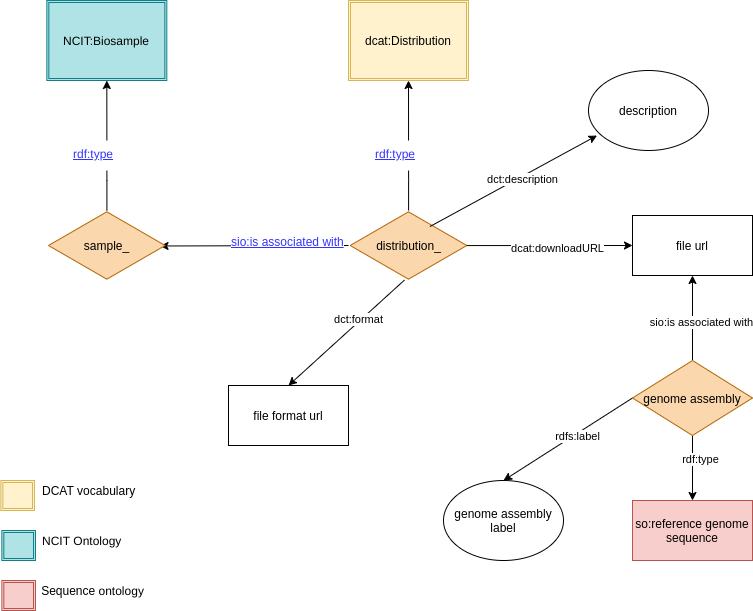 NCIT:Biosample
dcat:Distribution
description
rdf:type
rdf:type
dct:description
sample_
sio:is associated with
distribution_
dcat:downloadURL
file url
dct:format
sio:is associated with
file format url
genome assembly
rdfs:label
rdf:type
DCAT vocabulary
genome assembly
label
so:reference genome
sequence
NCIT Ontology
Sequence ontology